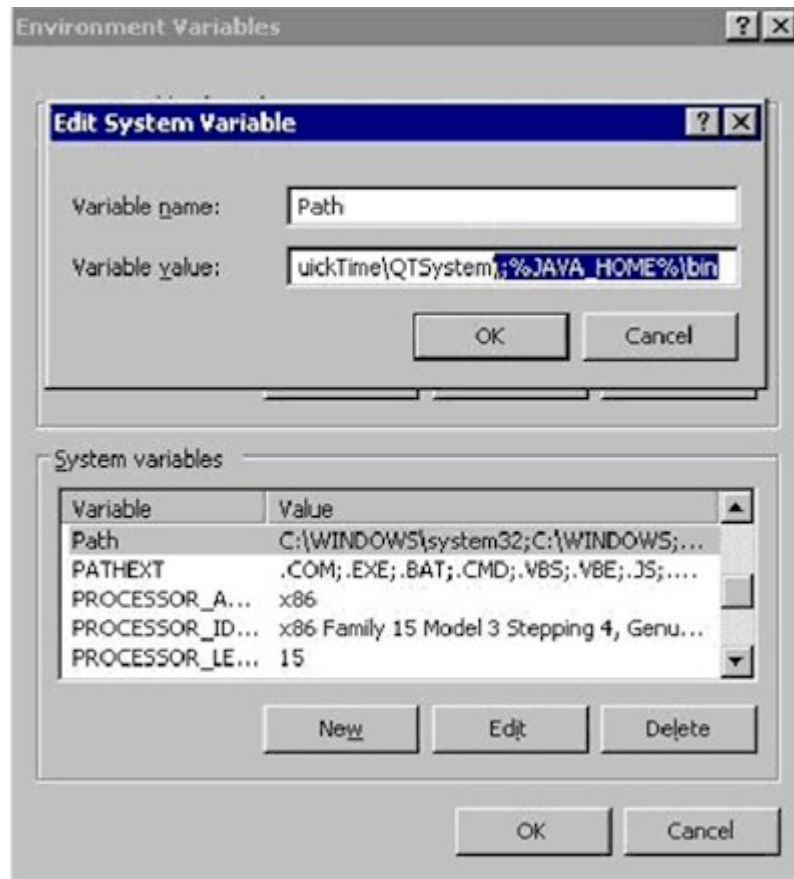 Environment Variables
Edit System Variable
Variable name:
Path
Variable value:
uickTime\QTSystem\;%JAVA_HOME%\bin
OK
Cancel
System variables
Variable
Value
Path
C:\WINDOWS\system32;C:\WINDOWS;...
PATHEXT
.COM;.EXE;.BAT;.CMD;.VBS;.VBE;.JS;....
PROCESSOR_A...
x86
PROCESSOR_ID...
x86 Family 15 Model 3 Stepping 4, Genu...
PROCESSOR_LE...
15
New
Edit
Delete
OK
Cancel